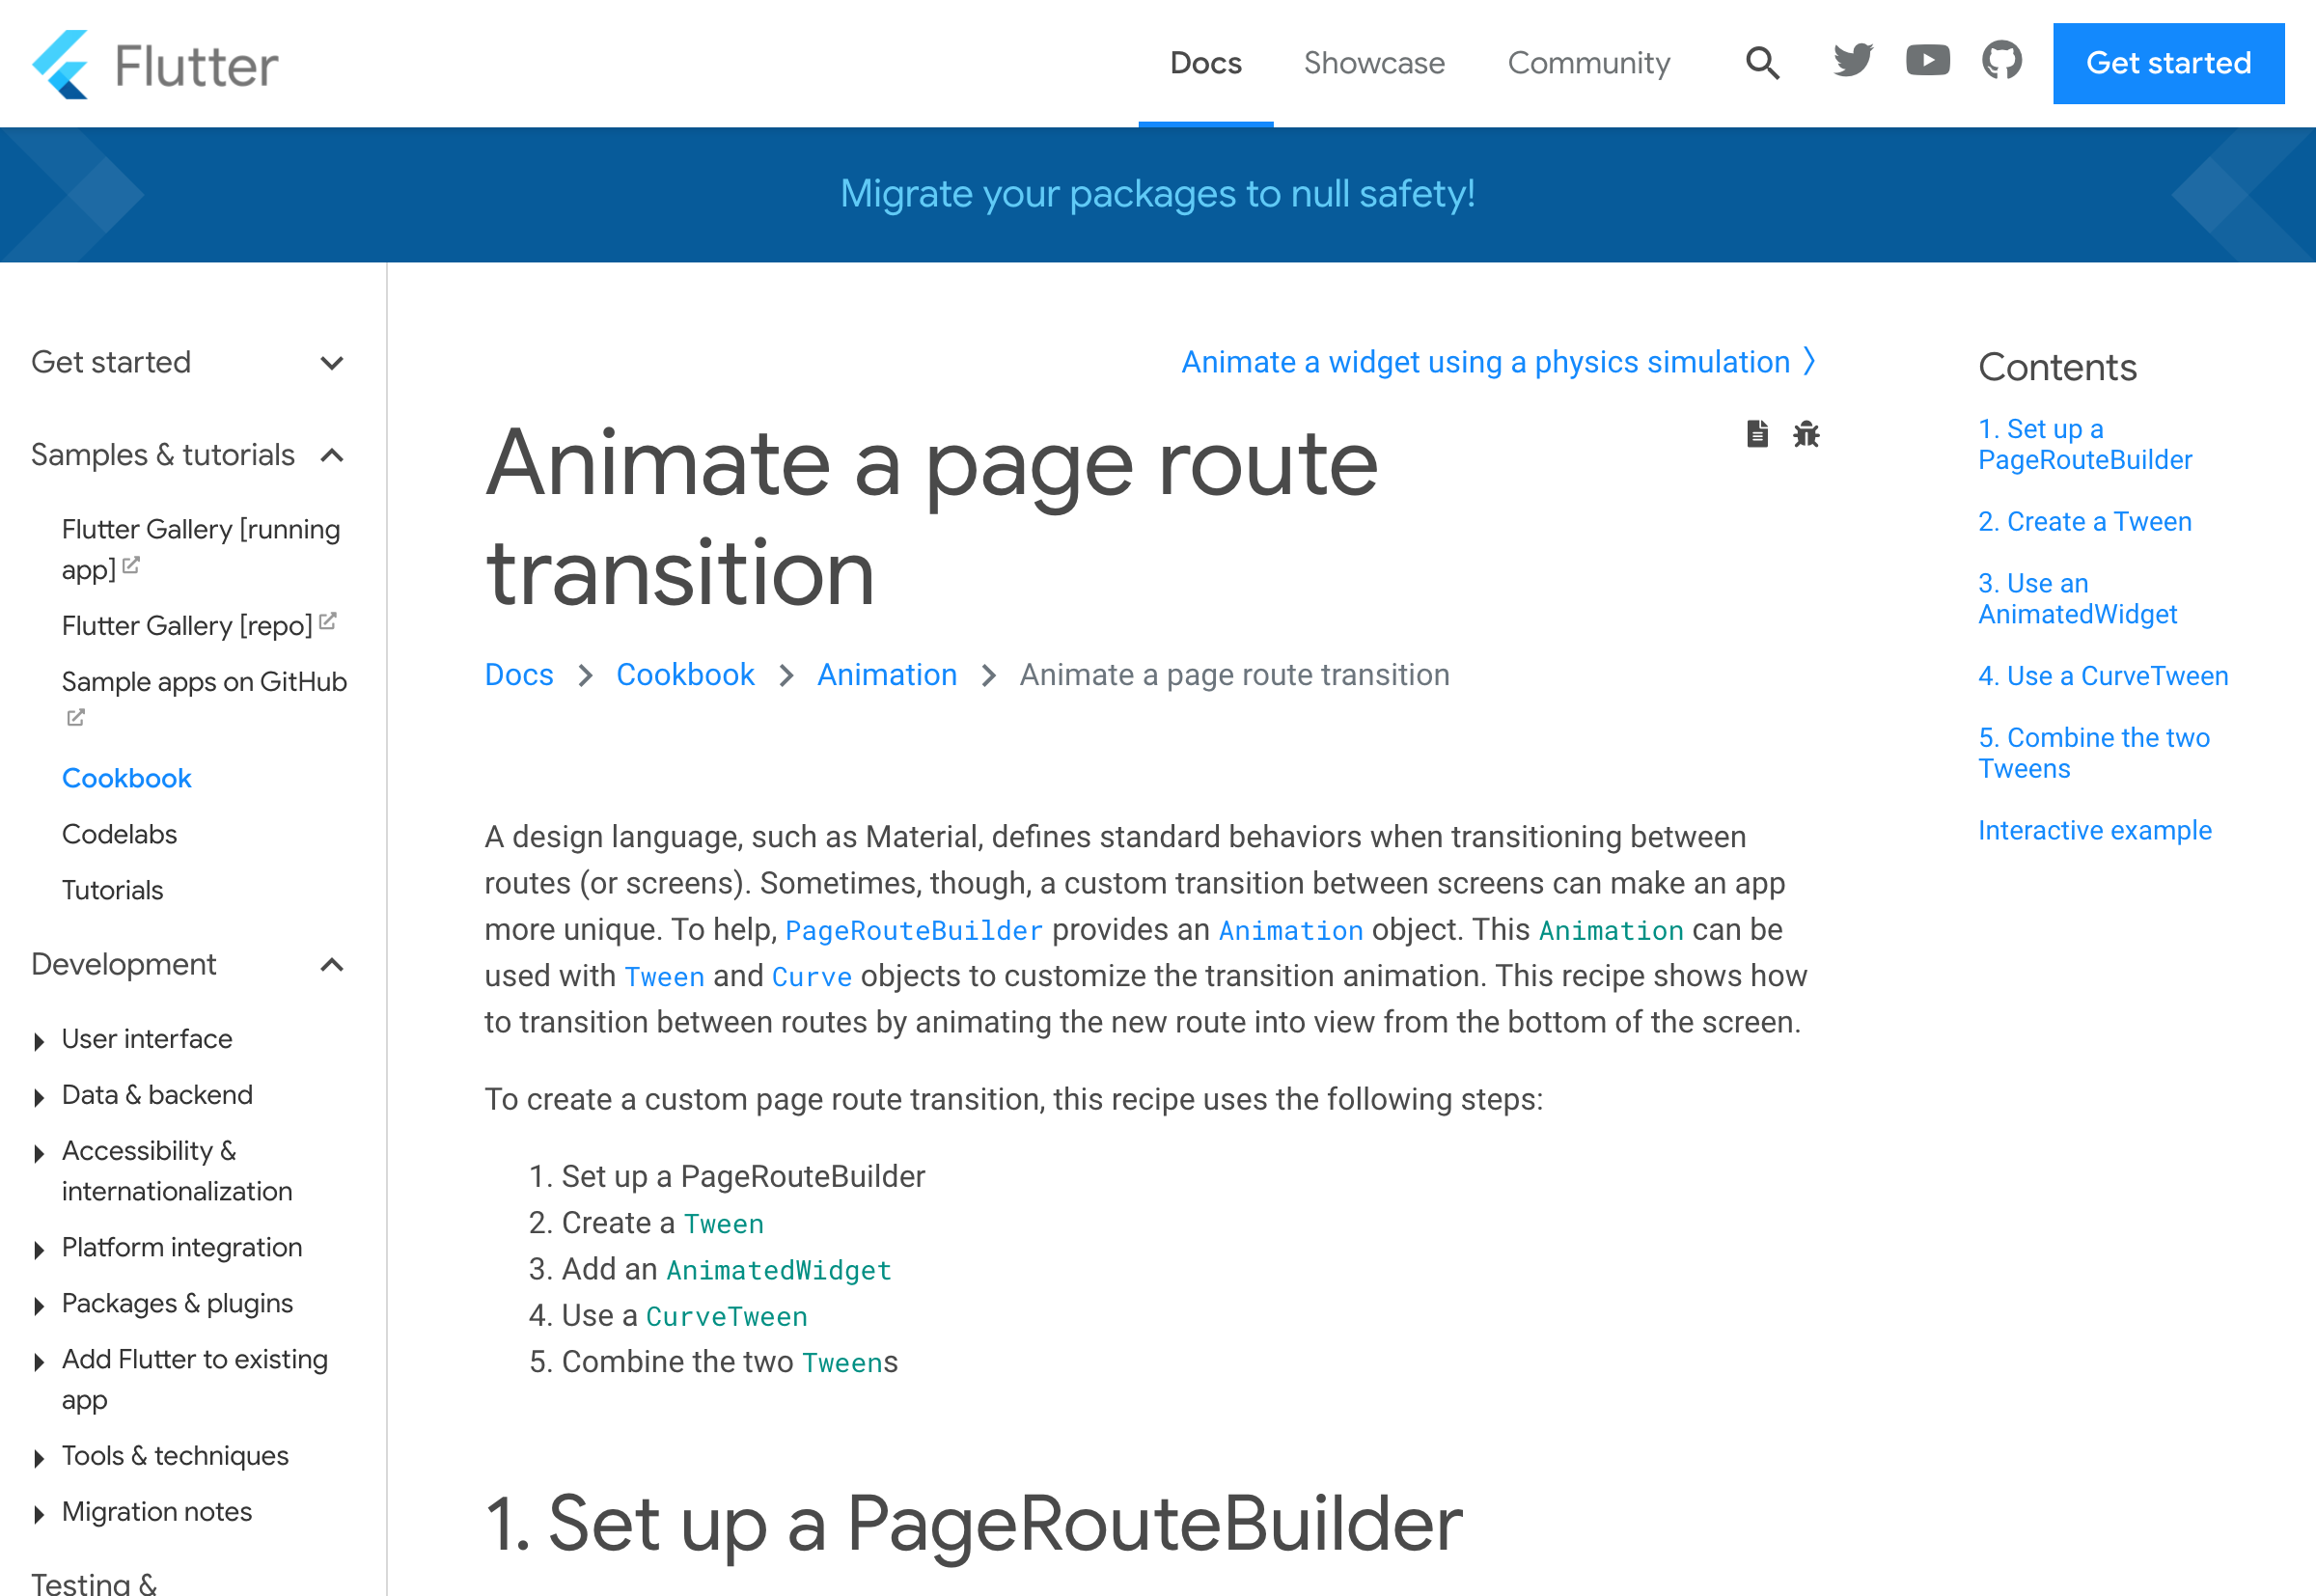 Flutter
Docs
Showcase
Community
Get started
Migrate your packages to null safety!
Get started
Samples & tutorials
Flutter Gallery [running
app]
Flutter Gallery [repo]
Sample apps on GitHub
Cookbook
Codelabs
Tutorials
Development
User interface
Data & backend
Accessibility &
internationalization
Platform integration
Packages & plugins
Add Flutter to existing
app
Tools & techniques
Migration notes
Testing &
Animate a widget using a physics simulation 〉
Animate a page route
transition
Docs
Cookbook
Animation
Animate a page route transition
A design language, such as Material, defines standard behaviors when transitioning between
routes (or screens). Sometimes, though, a custom transition between screens can make an app
more unique. To help, PageRouteBuilder provides an Animation object. This Animation can be
used with Tween and Curve objects to customize the transition animation. This recipe shows how
to transition between routes by animating the new route into view from the bottom of the screen.
To create a custom page route transition, this recipe uses the following steps:
1. Set up a PageRouteBuilder
2. Create a Tween
3. Add an AnimatedWidget
4. Use a CurveTween
5. Combine the two Tweens
1. Set up a PageRouteBuilder
Contents
1. Set up a
PageRouteBuilder
2. Create a Tween
3. Use an
AnimatedWidget
4. Use a CurveTween
5. Combine the two
Tweens
Interactive example